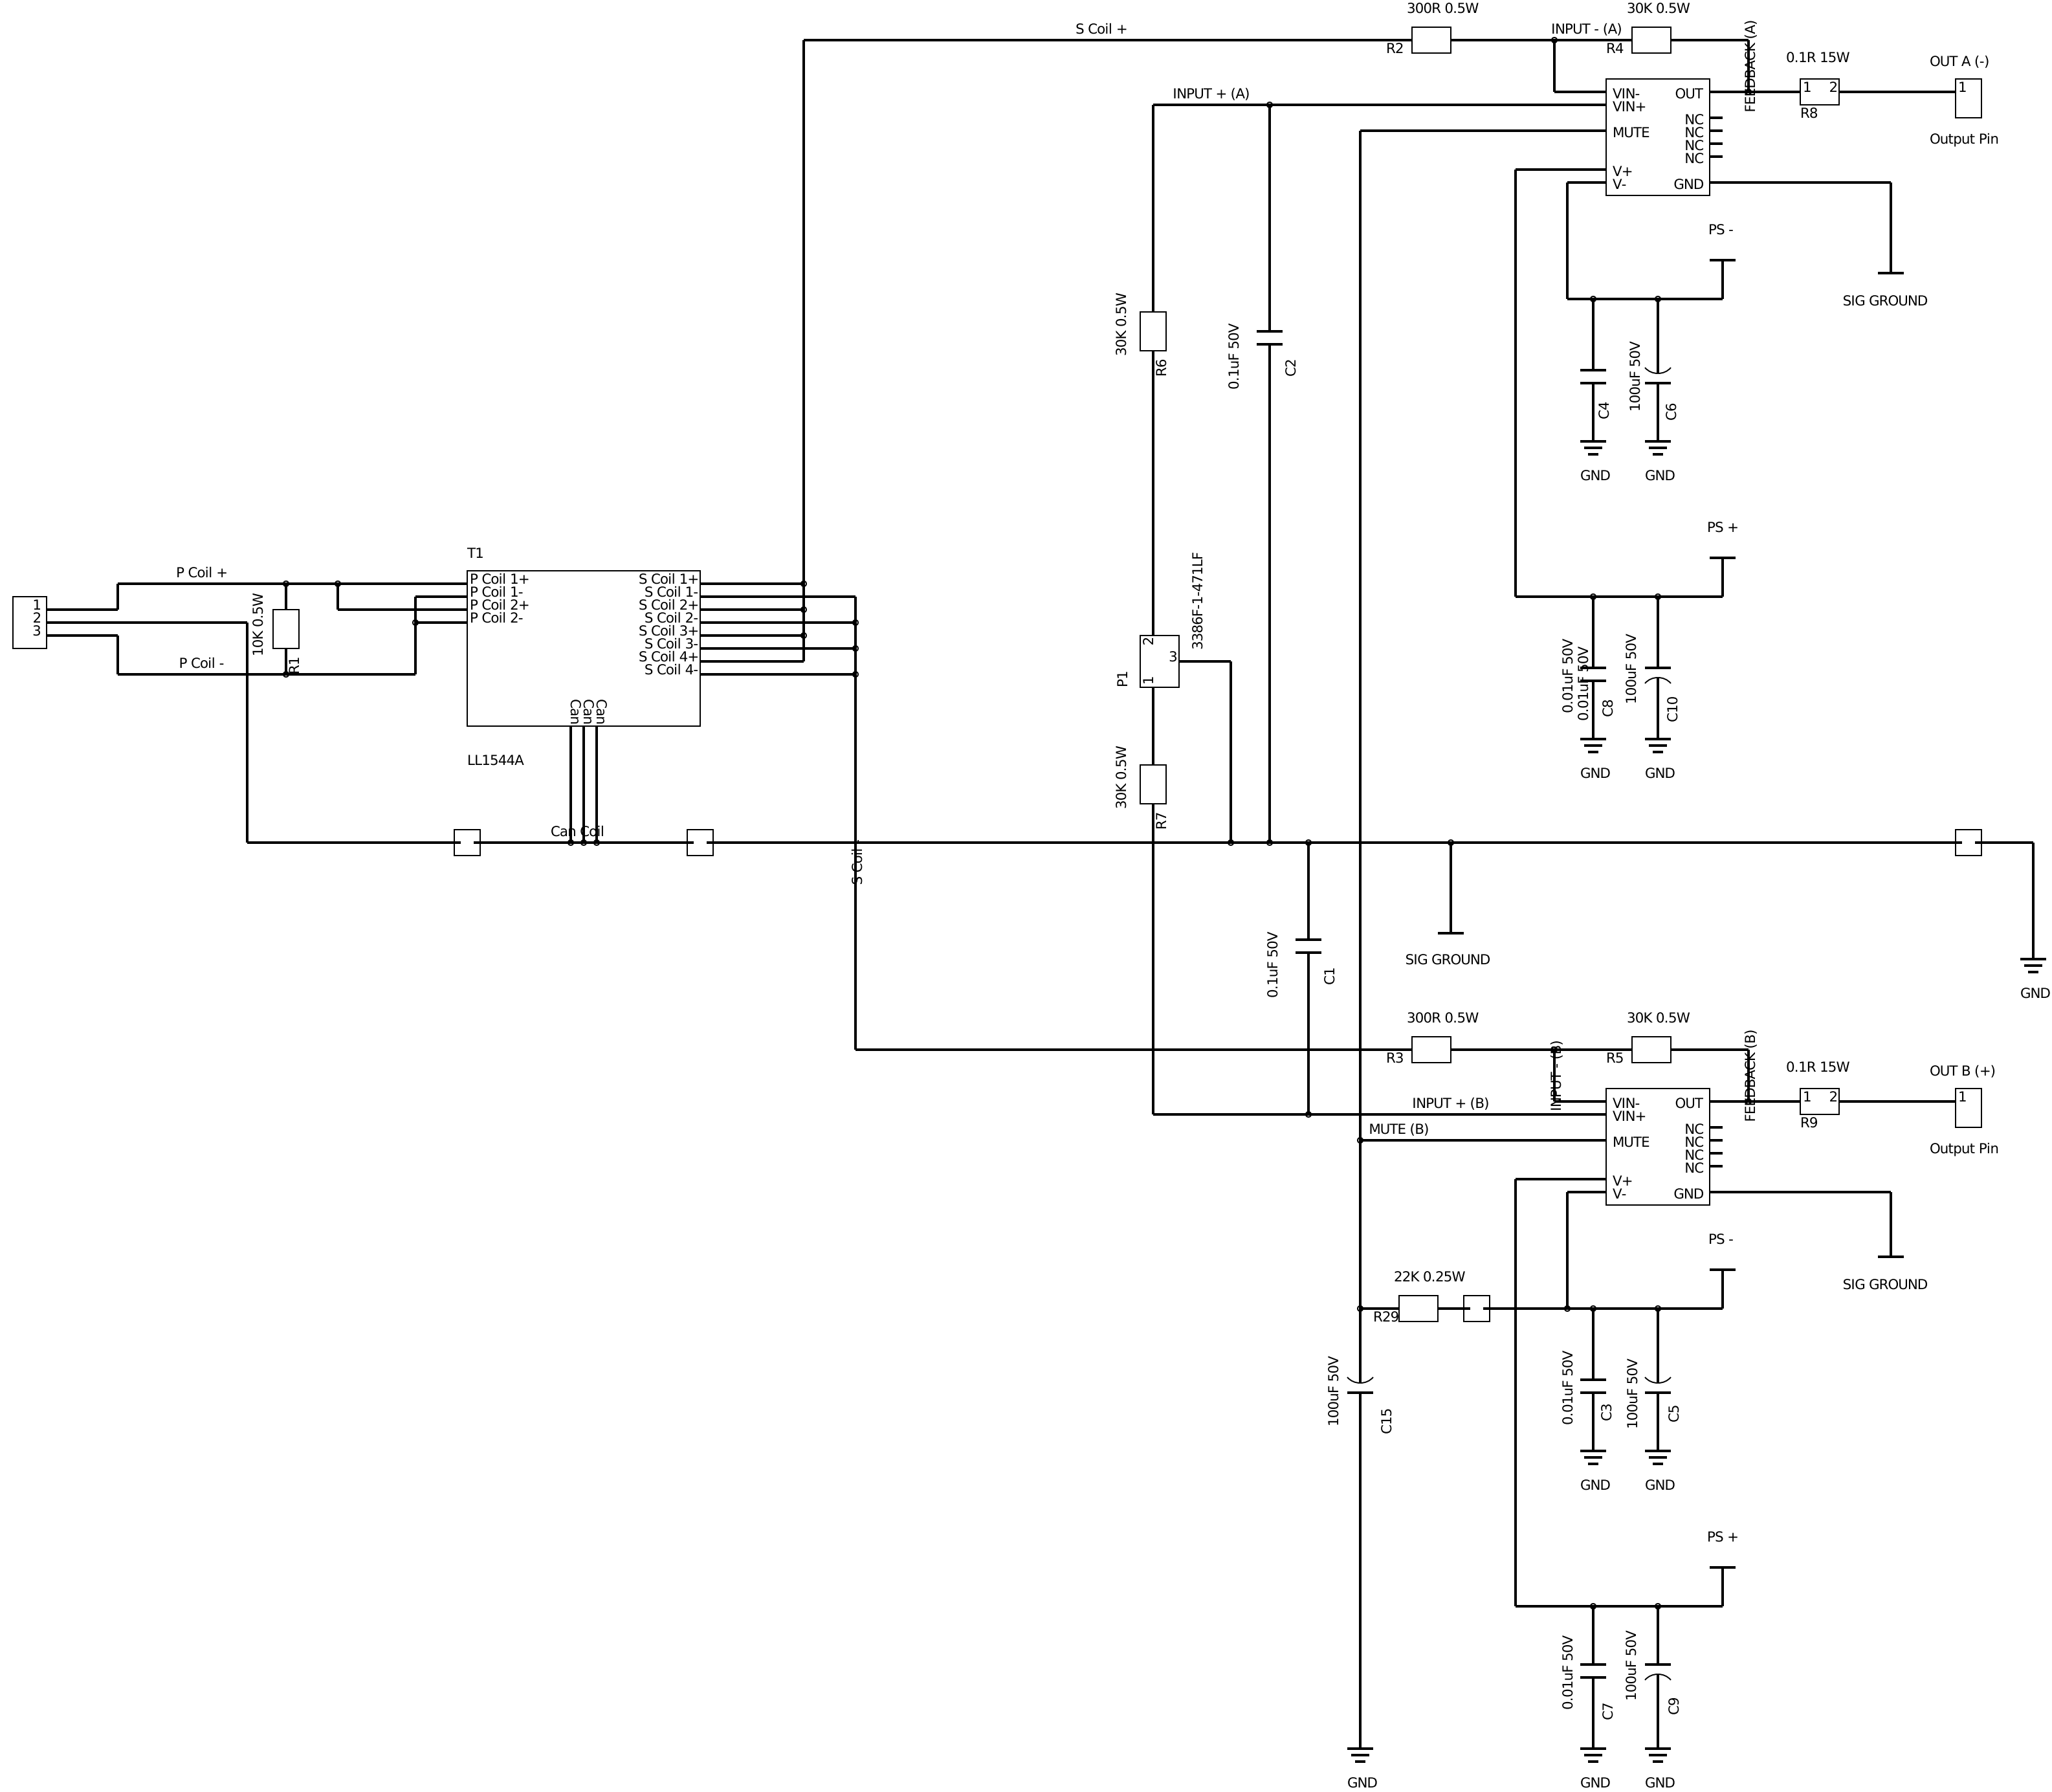 300R 0.5W
30K 0.5W
S Coil +
R2
INPUT - (A)
R4
FEEDBACK (A)
0.1R 15W
OUT A (-)
1 2
R8
1
Output Pin
INPUT + (A)
VIN-
VIN+
MUTE
V+
V-
OUT
NC
NC
NC
NC
GND
PS -
SIG GROUND
30K 0.5W
R6
0.1uF 50V
C2
C4
100uF 50V
C6
GND
GND
PS +
T1
P Coil +
P Coil 1+
P Coil 1-
P Coil 2+
P Coil 2-
S Coil 1+
S Coil 1-
S Coil 2+
S Coil 2-
S Coil 3+
S Coil 3-
S Coil 4+
S Coil 4-
1
2
3
10K 0.5W
R1
P Coil -
Can
Can
Can
LL1544A
3386F-1-471LF
2
3
1
P1
0.01uF 50V
0.01uF 50V
C8
100uF 50V
C10
GND
GND
30K 0.5W
R7
Can Coil
S Coil
0.1uF 50V
C1
SIG GROUND
GND
300R 0.5W
30K 0.5W
R3
INPUT - (B)
R5
FEEDBACK (B)
0.1R 15W
OUT B (+)
1 2
R9
1
Output Pin
INPUT + (B)
MUTE (B)
VIN-
VIN+
MUTE
V+
V-
OUT
NC
NC
NC
NC
GND
PS -
SIG GROUND
22K 0.25W
R29
100uF 50V
C15
0.01uF 50V
C3
100uF 50V
C5
GND
GND
PS +
0.01uF 50V
C7
100uF 50V
C9
GND
GND
GND